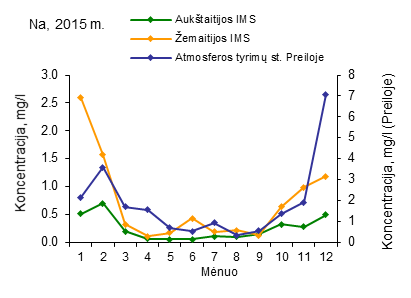 Na, 2015 m.
Aukštaitijos IMS
Žemaitijos IMS
Atmosferos tyrimų st. Preiloje
Koncentracija, mg/l
3.0
2.5
2.0
1.5
1.0
0.5
0.0
8
7
6
5
4
3
2
1
0
Koncentracija, mg/l (Preiloje)
1 2 3 4 5 6 7 8 9 10 11 12
Mėnuo